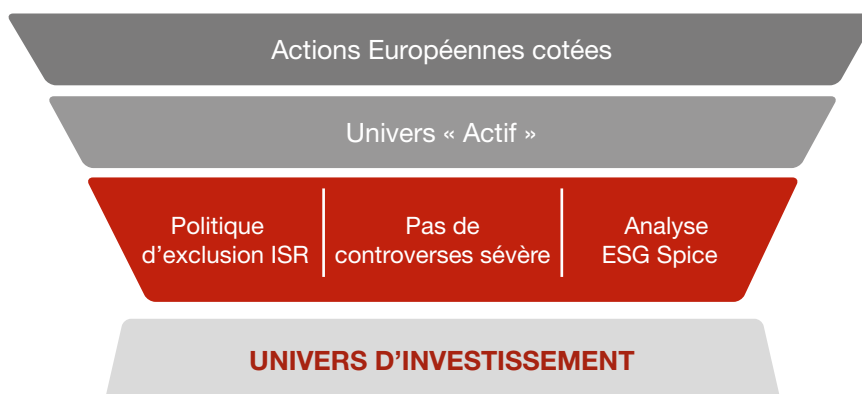 Actions Européennes cotées
Univers « Actif »
Politique
d’exclusion ISR
Pas de
controverses sévère
Analyse
ESG Spice
UNIVERS D’INVESTISSEMENT